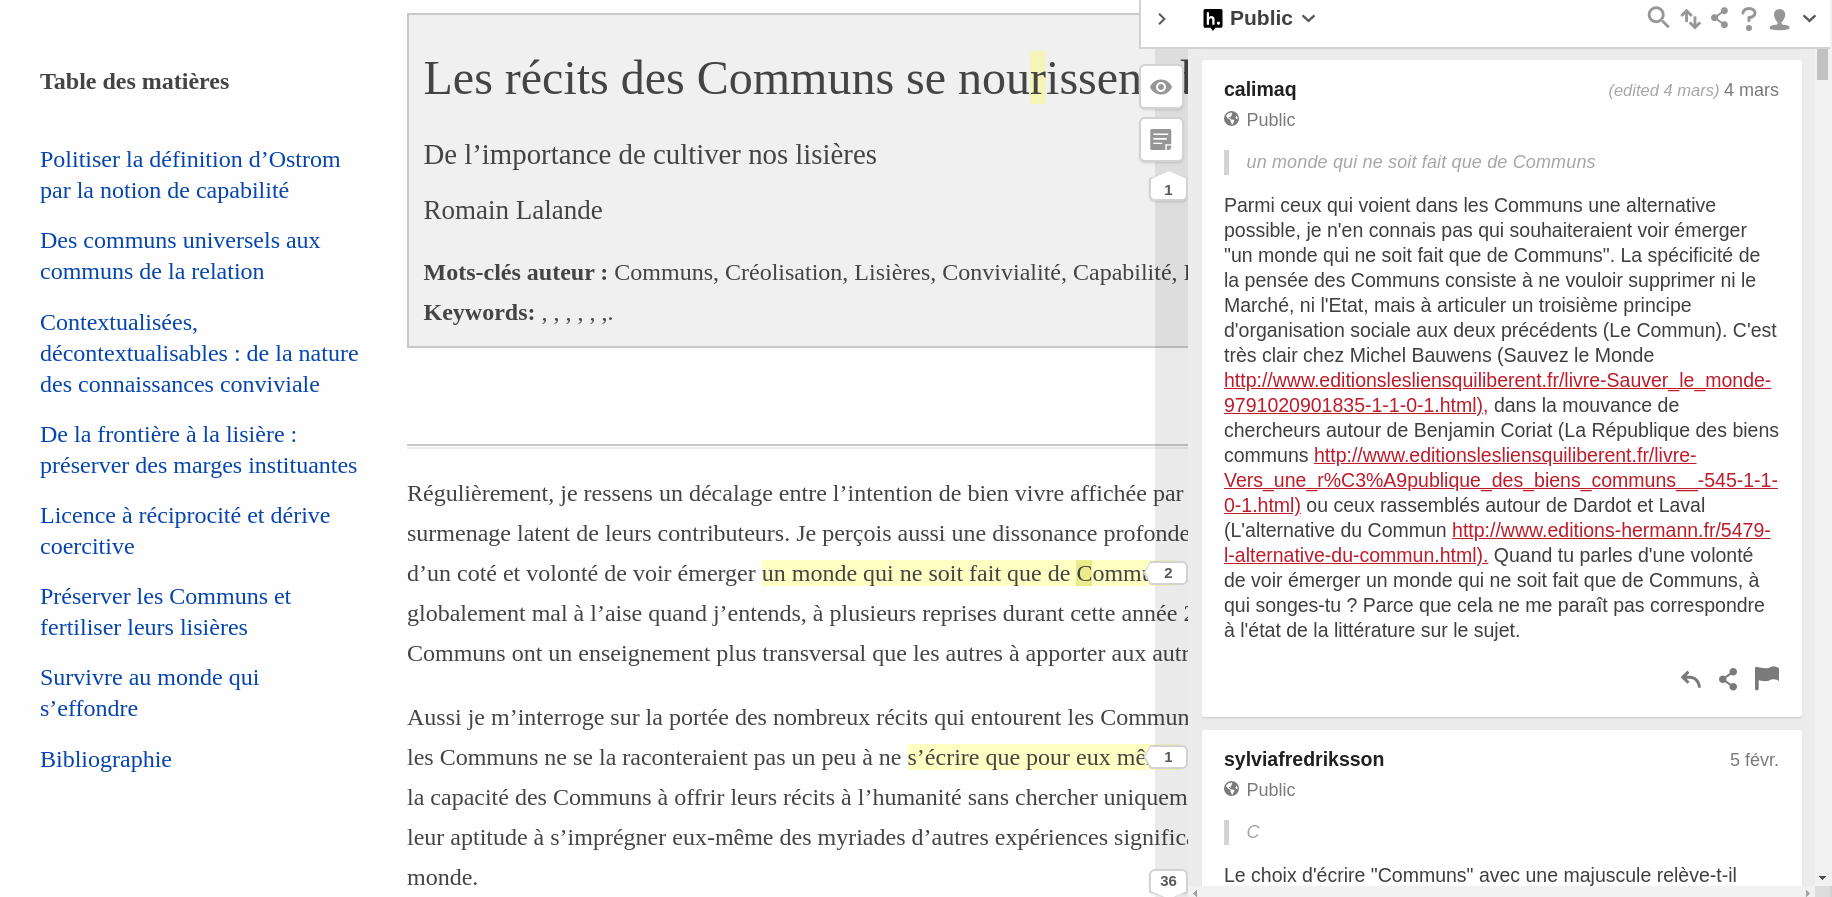 Table des matières
Politiser la définition d’Ostrom
par la notion de capabilité
Des communs universels aux
communs de la relation
Contextualisées,
décontextualisables : de la nature
des connaissances conviviale
De la frontière à la lisière :
préserver des marges instituantes
Licence à réciprocité et dérive
coercitive
Préserver les Communs et
fertiliser leurs lisières
Survivre au monde qui
s’effondre
Bibliographie
Les récits des Communs se nourissen
De l’importance de cultiver nos lisières
Romain Lalande
Mots-clés auteur : Communs, Créolisation, Lisières, Convivialité, Capabilité,
Keywords: , , , , , ,.
Régulièrement, je ressens un décalage entre l’intention de bien vivre affichée par
surmenage latent de leurs contributeurs. Je perçois aussi une dissonance profonde
d’un coté et volonté de voir émerger un monde qui ne soit fait que de Commu
globalement mal à l’aise quand j’entends, à plusieurs reprises durant cette année
Communs ont un enseignement plus transversal que les autres à apporter aux autr
Aussi je m’interroge sur la portée des nombreux récits qui entourent les Commun
les Communs ne se la raconteraient pas un peu à ne s’écrire que pour eux mê
la capacité des Communs à offrir leurs récits à l’humanité sans chercher uniquem
leur aptitude à s’imprégner eux-même des myriades d’autres expériences signific
monde.
1
2
1
36
h. Public
calimaq (edited 4 mars) 4 mars
Public
un monde qui ne soit fait que de Communs
Parmi ceux qui voient dans les Communs une alternative
possible, je n'en connais pas qui souhaiteraient voir émerger
"un monde qui ne soit fait que de Communs". La spécificité de
la pensée des Communs consiste à ne vouloir supprimer ni le
Marché, ni l'Etat, mais à articuler un troisième principe
d'organisation sociale aux deux précédents (Le Commun). C'est
très clair chez Michel Bauwens (Sauvez le Monde
http://www.editionslesliensquiliberent.fr/livre-Sauver_le_monde-
9791020901835-1-1-0-1.html), dans la mouvance de
chercheurs autour de Benjamin Coriat (La République des biens
communs http://www.editionslesliensquiliberent.fr/livre-
Vers_une_r%C3%A9publique_des_biens_communs__-545-1-1-
0-1.html) ou ceux rassemblés autour de Dardot et Laval
(L'alternative du Commun http://www.editions-hermann.fr/5479-
l-alternative-du-commun.html). Quand tu parles d'une volonté
de voir émerger un monde qui ne soit fait que de Communs, à
qui songes-tu ? Parce que cela ne me paraît pas correspondre
à l'état de la littérature sur le sujet.
sylviafredriksson 5 févr.
Public
C
Le choix d'écrire "Communs" avec une majuscule relève-t-il